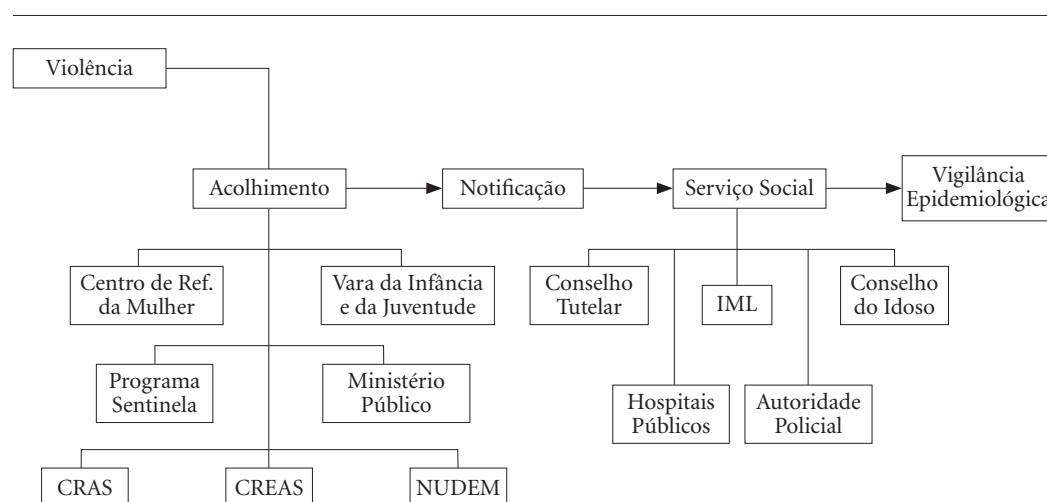 Violência
Acolhimento
Notificação
Serviço Social
Vigilância
Epidemiológica
Centro de Ref.
da Mulher
Vara da Infância
e da Juventude
Conselho
Tutelar
IML
Conselho
do Idoso
Programa
Sentinela
Ministério
Público
Hospitais
Públicos
Autoridade
Policial
CRAS
CREAS
NUDEM